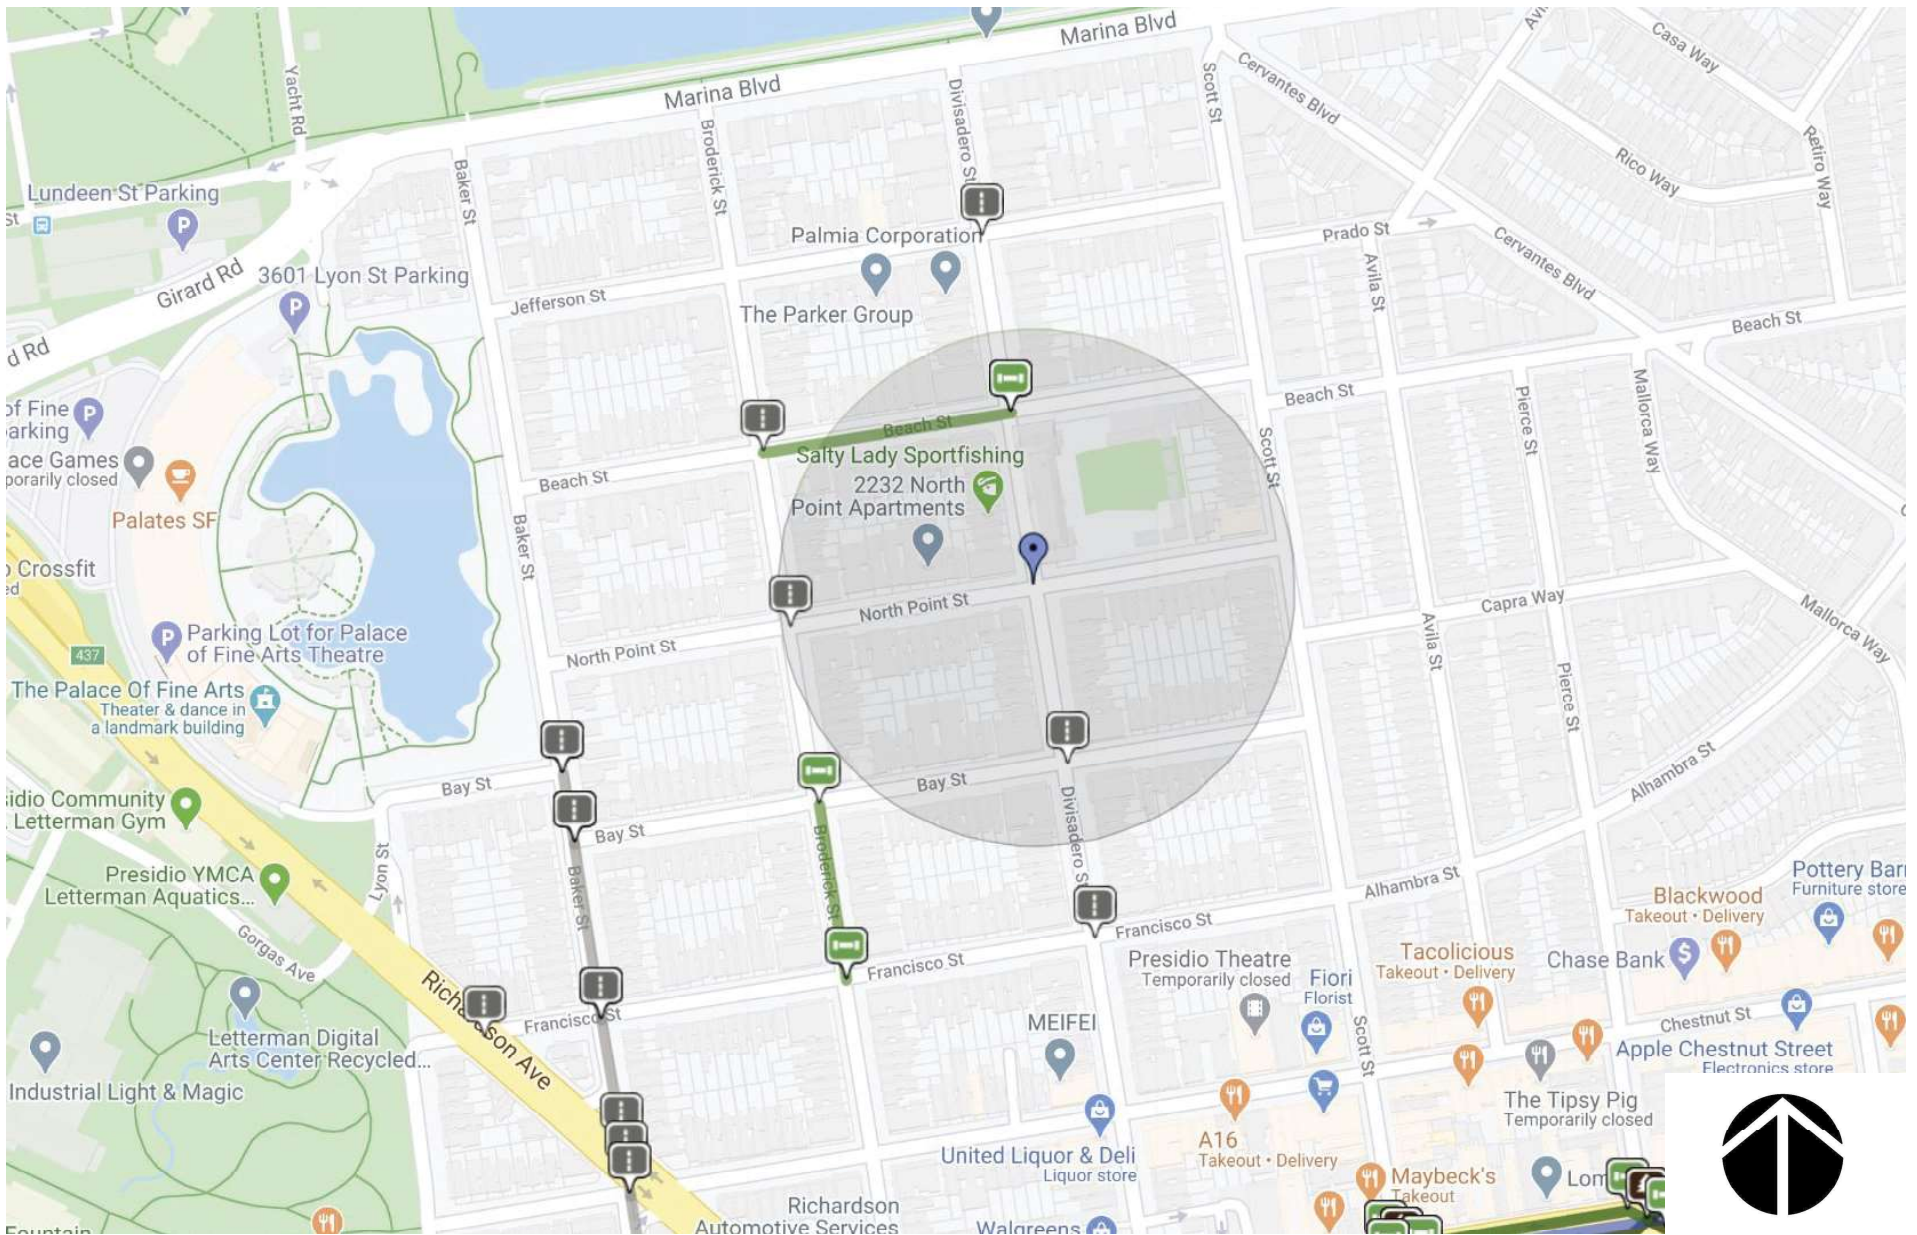 Marina Blvd
Marina Blvd
Yacht Rd
Divisadero St
Scott St
Cervantes Blvd
Casa Way
Retiro Way
Rico Way
Broderick St
Baker St
Lundeen St Parking
St
Palmia Corporation
Prado St
Cervantes Blvd
Avila St
Girard Rd
3601 Lyon St Parking
Jefferson St
The Parker Group
Beach St
d Rd
Beach St
Beach St
Pierce St
Mallorca Way
of Fine
arking
Salty Lady Sportfishing
Scott St
ace Games
porarily closed
Beach St
2232 North
Point Apartments
Palates SF
Baker St
Crossfit
ed
North Point St
Capra Way
Mallorca Way
Avila St
Parking Lot for Palace
of Fine Arts Theatre
North Point St
437
The Palace Of Fine Arts
Theater & dance in
a landmark building
Pierce St
Bay St
Bay St
Alhambra St
sidio Community
Letterman Gym
Bay St
Divisadero St
Broderick St
Lyon St
Baker St
Presidio YMCA
Letterman Aquatics...
Alhambra St
Pottery Bar
Furniture store
Blackwood
Takeout • Delivery
Francisco St
Gorgas Ave
Francisco St
Presidio Theatre
Temporarily closed
Tacolicious
Takeout • Delivery
Chase Bank
Fiori
Florist
Richardson Ave
Francisco St
MEIFEI
Scott St
Chestnut St
Letterman Digital
Arts Center Recycled...
Apple Chestnut Street
Electronics store
Industrial Light & Magic
The Tipsy Pig
Temporarily closed
A16
Takeout • Delivery
United Liquor & Deli
Liquor store
Maybeck's
Takeout
Lom
Richardson
Automotive Services
Walgreens
Fountain